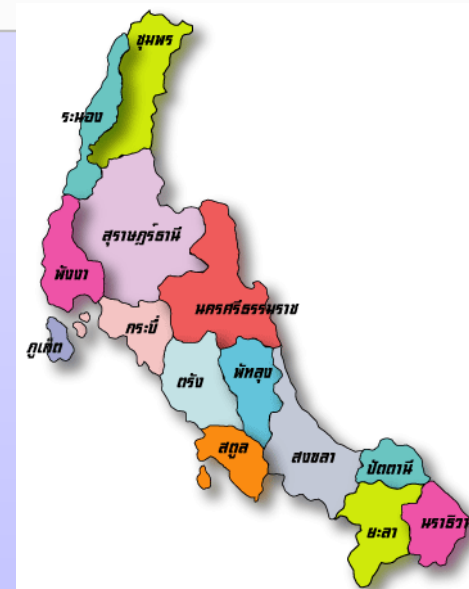 ชุมพร
ระนอง
สุราษฎร์ธานี
พังงา
นครศรีธรรมราช
กระบี่
ภูเก็ต
ตรัง
พัทลุง
สตูล
สงขลา
ปัตตานี
นราธิวา
ยะลา